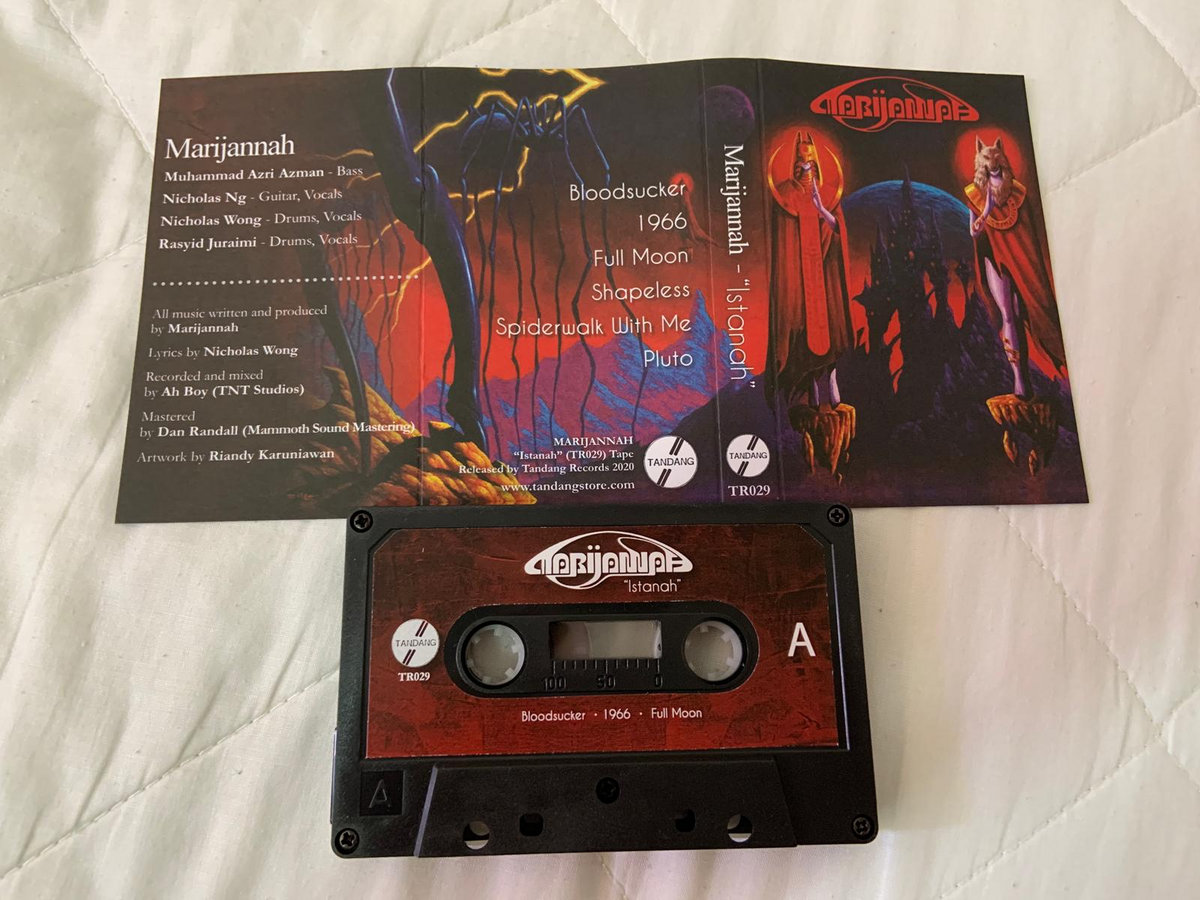 Marijannah
Muhammad Azri Azman - Bass
Nicholas Ng - Guitar, Vocals
Nicholas Wong - Drums, Vocals
Rasyid Juraimi - Drums, Vocals
All music written and produced
by Marijannah
Lyrics by Nicholas Wong
Recorded and mixed
by Ah Boy (TNT Studios)
Mastered
by Dan Randall (Mammoth Sound Mastering)
Artwork by Riandy Karuniawan
Bloodsucker
1966
Full Moon
Shapeless
Spiderwalk With Me
Pluto
MARIJANNAH
“Istanah” (TR029) Tape
Released by Tandang Records 2020
www.tandangstore.com
TANDANG
Marijannah - “Istanah”
TANDANG
TR029
MARIJANNAH
MARIJANNAH
“Istanah”
TANDANG
TR029
A
100 50 0
Bloodsucker · 1966 · Full Moon
A